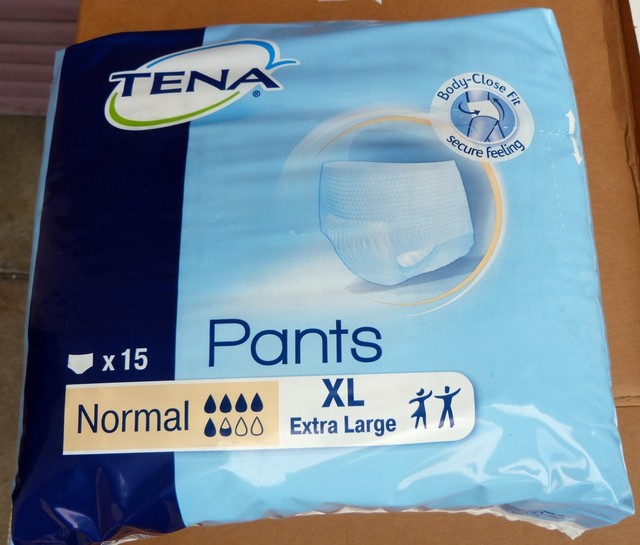 TENA®
Body-Close Fit
secure feeling
Pants
x 15
Normal
XL
Extra Large